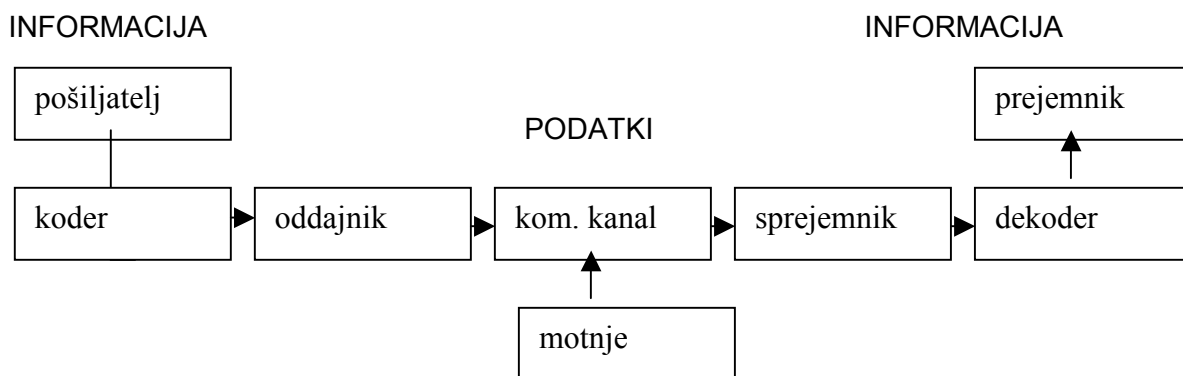 INFORMACIJA INFORMACIJA
pošiljatelj prejemnik
PODATKI
koder oddajnik kom. kanal sprejemnik dekoder
motnje